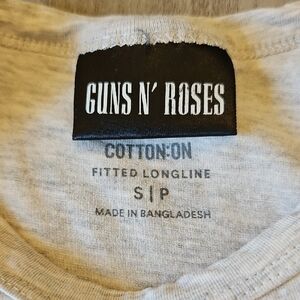 GUNS N' ROSES
COTTON:ON
FITTED LONGLINE
S|P
MADE IN BANGLADESH